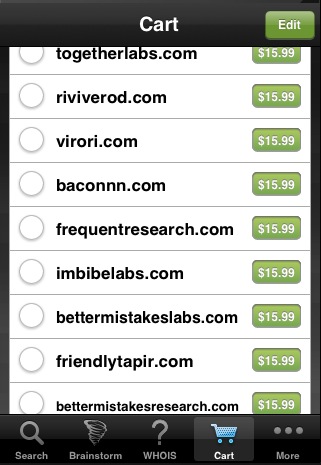 Cart
Edit
togetherlabs.com $15.99
riviverod.com $15.99
virori.com $15.99
baconnn.com $15.99
frequentresearch.com $15.99
imbibelabs.com $15.99
bettermistakeslabs.com $15.99
friendlytapir.com $15.99
bettermistakesresearch.com $15.99
Search Brainstorm WHOIS Cart More